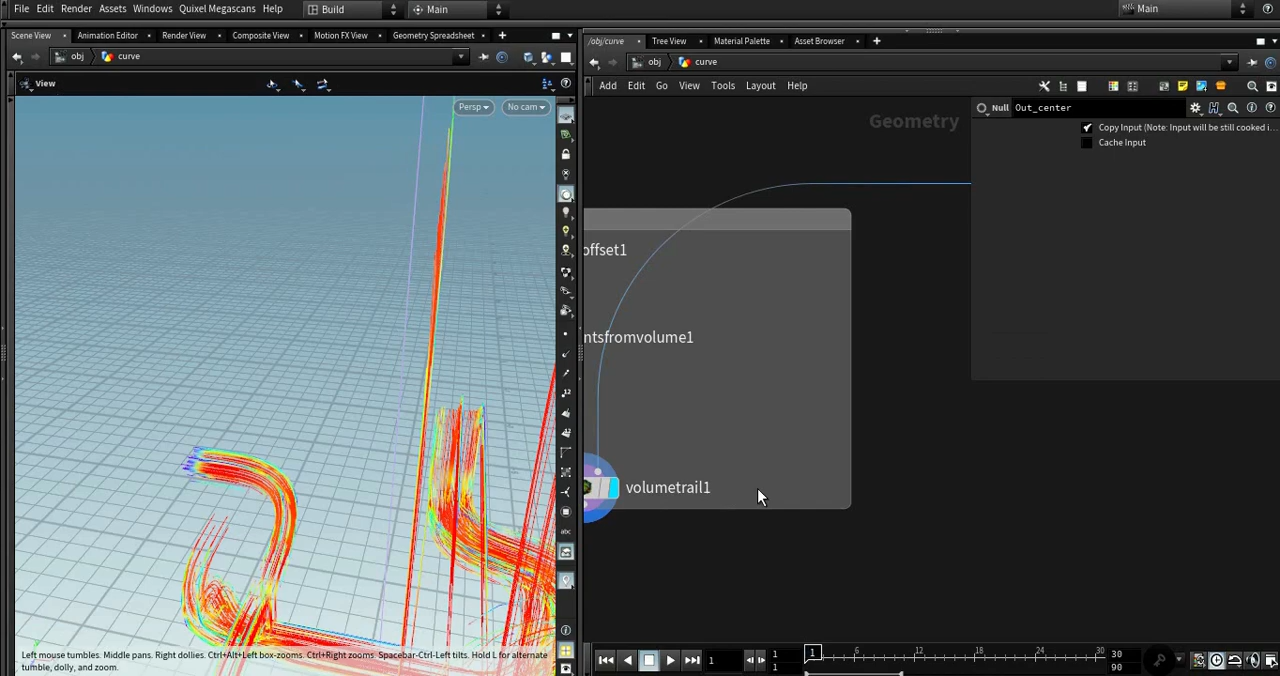 File Edit Render Assets Windows Quixel Megascans Help Build Main Main
Scene View Animation Editor Render View Composite View Motion FX View Geometry Spreadsheet
obj curve
View
Persp No cam
abc
Left mouse tumbles. Middle pans. Right dollies. Ctrl+Alt+Left box-zooms. Ctrl+Right zooms. Spacebar-Ctrl-Left tilts. Hold L for alternate
tumble, dolly, and zoom.
/obj/curve Tree View Material Palette Asset Browser
obj curve
Add Edit Go View Tools Layout Help
Geometry
Null Out_center
Copy Input (Note: Input will be still cooked i...
Cache Input
offset1
ntsfromvolume1
volumetrail1
1 1 1 1 6 12 18 24 30 30 90